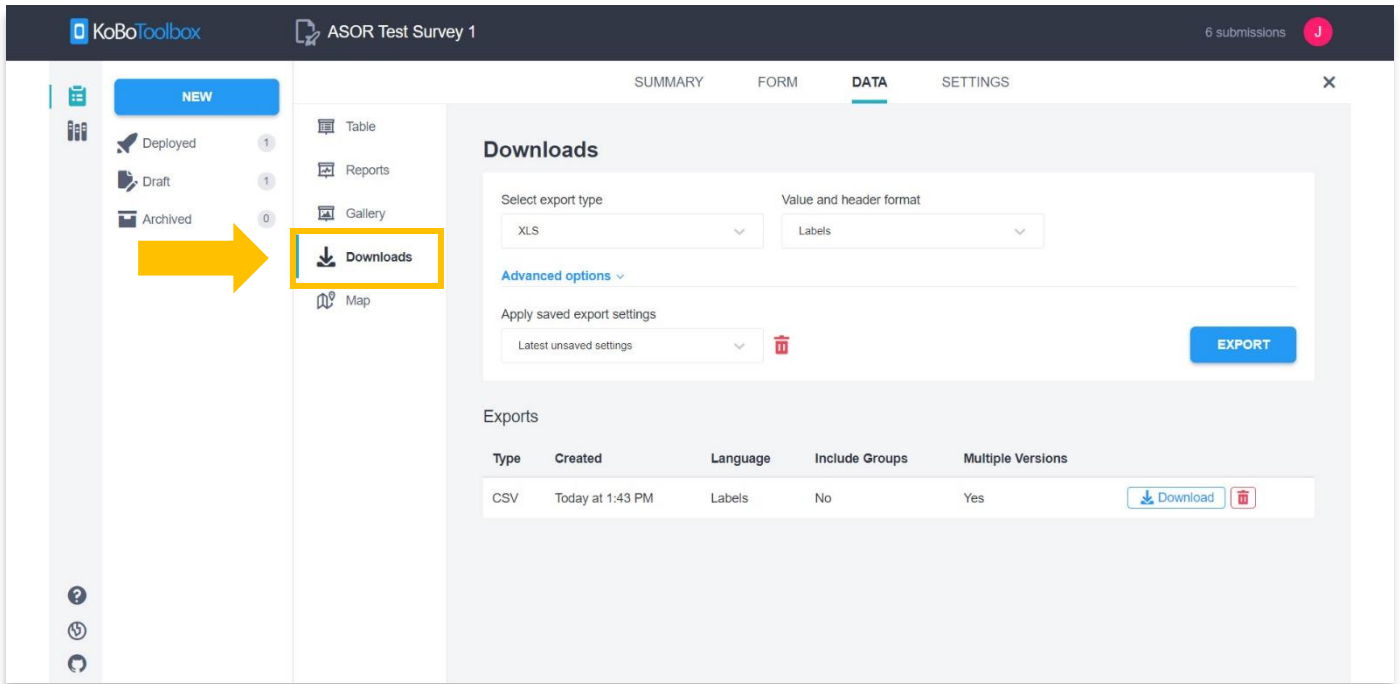 KoBoToolbox
ASOR Test Survey 1
6 submissions
J
SUMMARY FORM DATA SETTINGS
NEW
Deployed 1
Draft 1
Archived 0
Table
Reports
Gallery
Downloads
Map
Downloads
Select export type Value and header format
XLS Labels
Advanced options
Apply saved export settings
Latest unsaved settings
EXPORT
Exports
Type Created Language Include Groups Multiple Versions
CSV Today at 1:43 PM Labels No Yes Download